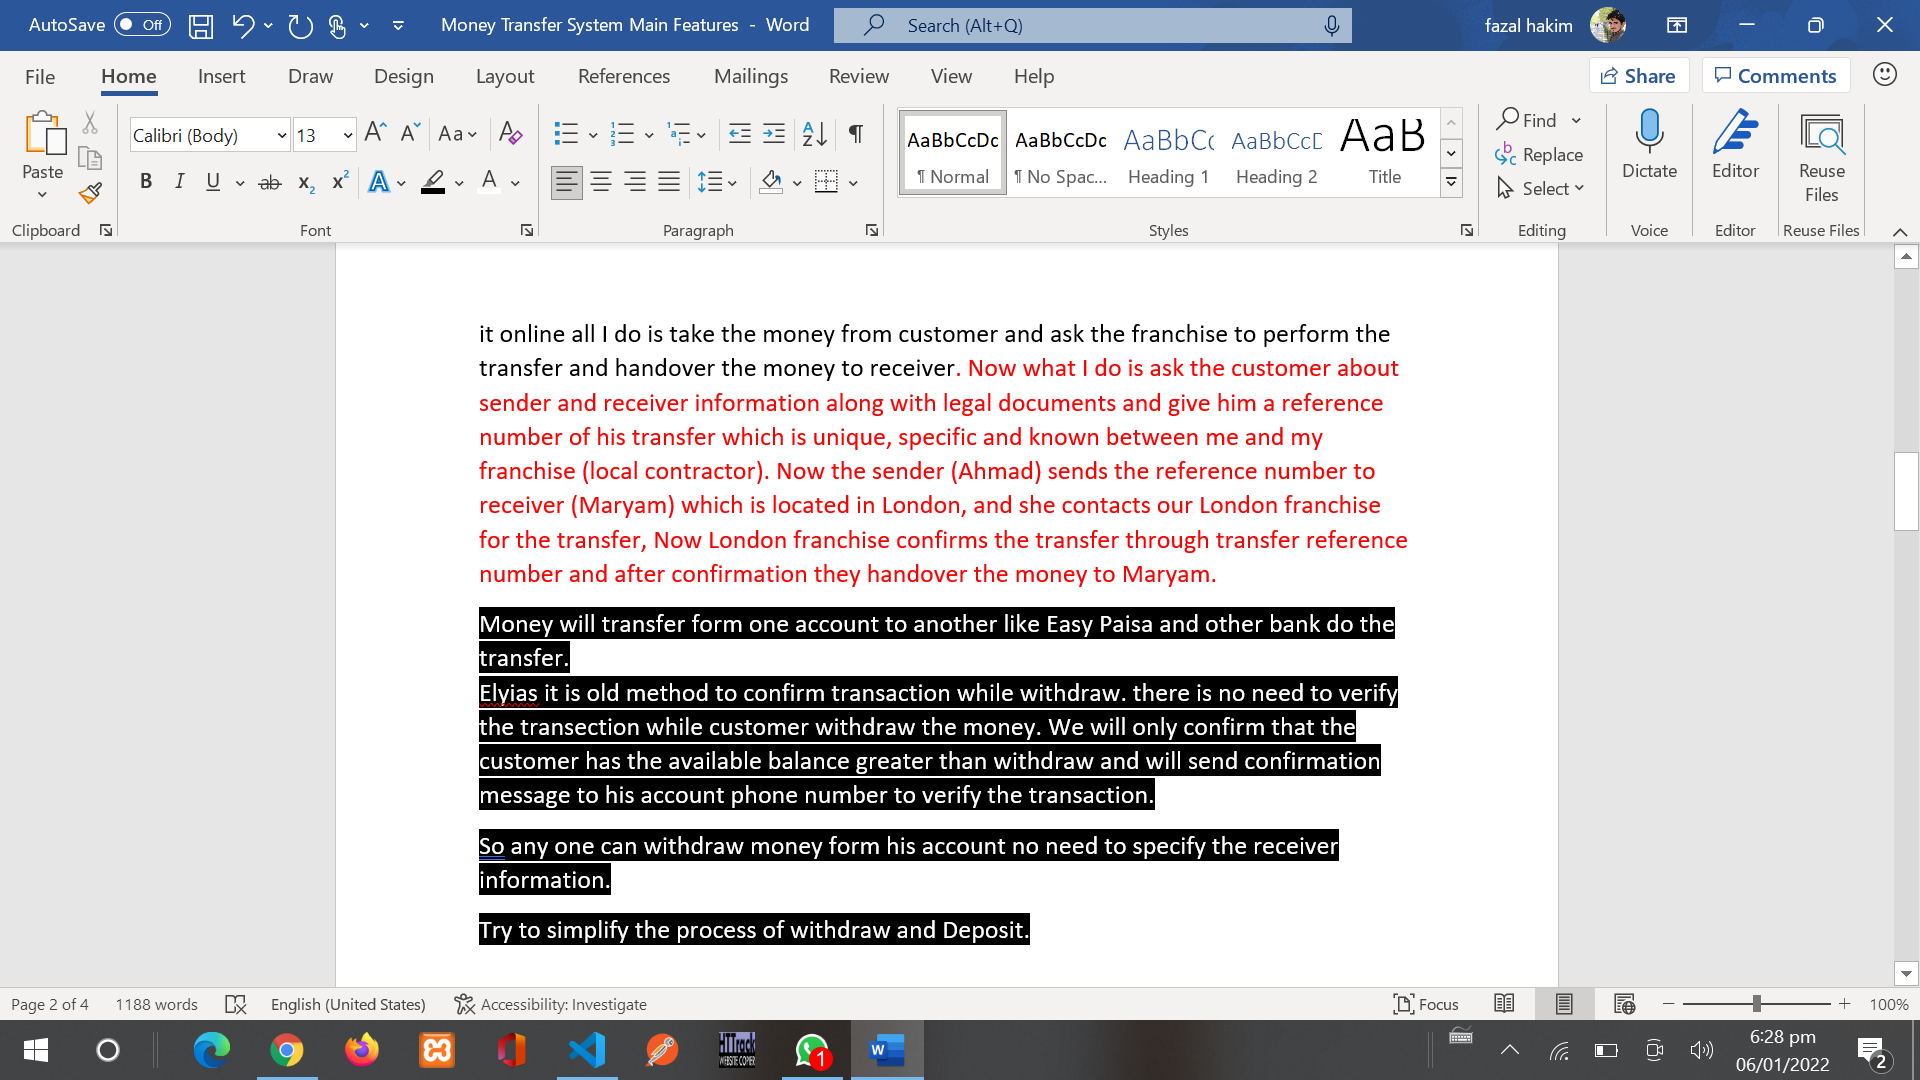 AutoSave Off Money Transfer System Main Features - Word Search (Alt+Q) fazal hakim
File Home Insert Draw Design Layout References Mailings Review View Help Share Comments
Paste Calibri (Body) 13 Aa A
B I U ab x₂ x² A A
AaBbCcDc AaBbCcDc AaBbCc AaBbCcD AaB
¶ Normal ¶ No Spac... Heading 1 Heading 2 Title
Find
Replace
Select
Dictate Editor Reuse Files
Clipboard Font Paragraph Styles Editing Voice Editor Reuse Files
it online all I do is take the money from customer and ask the franchise to perform the
transfer and handover the money to receiver. Now what I do is ask the customer about
sender and receiver information along with legal documents and give him a reference
number of his transfer which is unique, specific and known between me and my
franchise (local contractor). Now the sender (Ahmad) sends the reference number to
receiver (Maryam) which is located in London, and she contacts our London franchise
for the transfer, Now London franchise confirms the transfer through transfer reference
number and after confirmation they handover the money to Maryam.
Money will transfer form one account to another like Easy Paisa and other bank do the
transfer.
Elyias it is old method to confirm transaction while withdraw. there is no need to verify
the transection while customer withdraw the money. We will only confirm that the
customer has the available balance greater than withdraw and will send confirmation
message to his account phone number to verify the transaction.
So any one can withdraw money form his account no need to specify the receiver
information.
Try to simplify the process of withdraw and Deposit.
Page 2 of 4 1188 words English (United States) Accessibility: Investigate Focus 100%
HTTrack WEBSITE COPIER 1 W 6:28 pm
06/01/2022 2